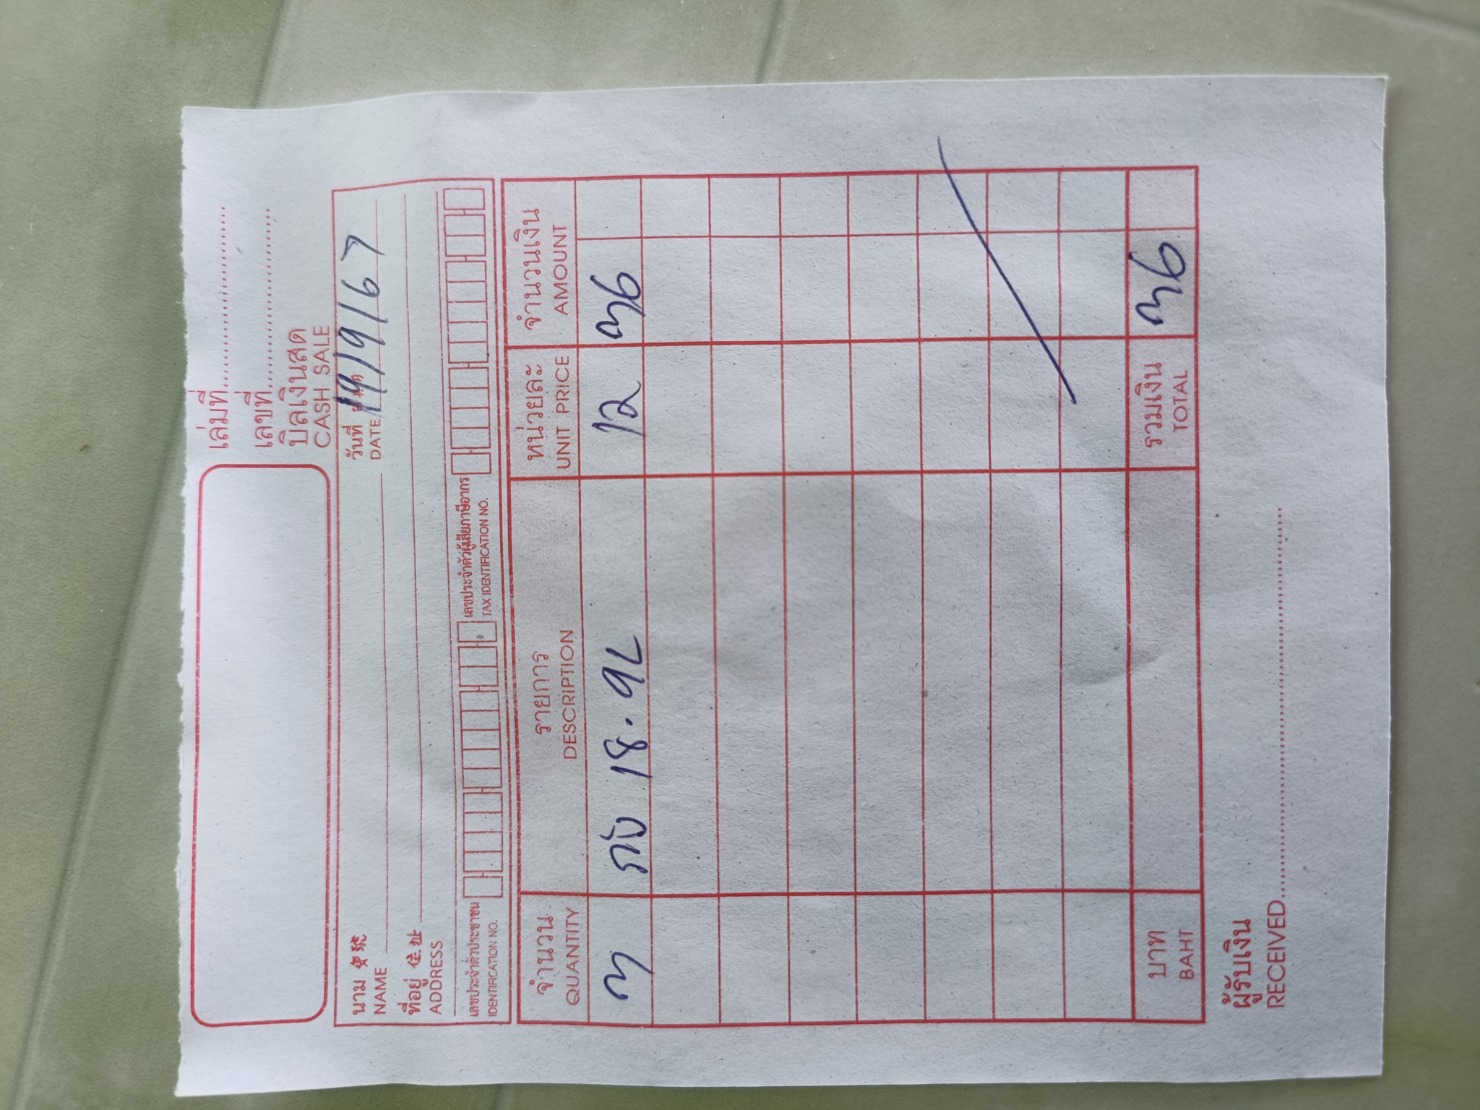 เล่มที่
เลขที่
บิลเงินสด
CASH SALE
นาม
NAME
วันที่
DATE 19/9/67
ที่อยู่ 住址
ADDRESS
เลขประจำตัวประชาชน
IDENTIFICATION NO.
เลขประจำตัวผู้เสียภาษีอากร
TAX IDENTIFICATION NO.
จำนวน รายการ หน่วยละ จำนวนเงิน
QUANTITY DESCRIPTION UNIT PRICE AMOUNT
3 ถัง 18.9L 12 36
บาท รวมเงิน 36
BAHT TOTAL
ผู้รับเงิน
RECEIVED